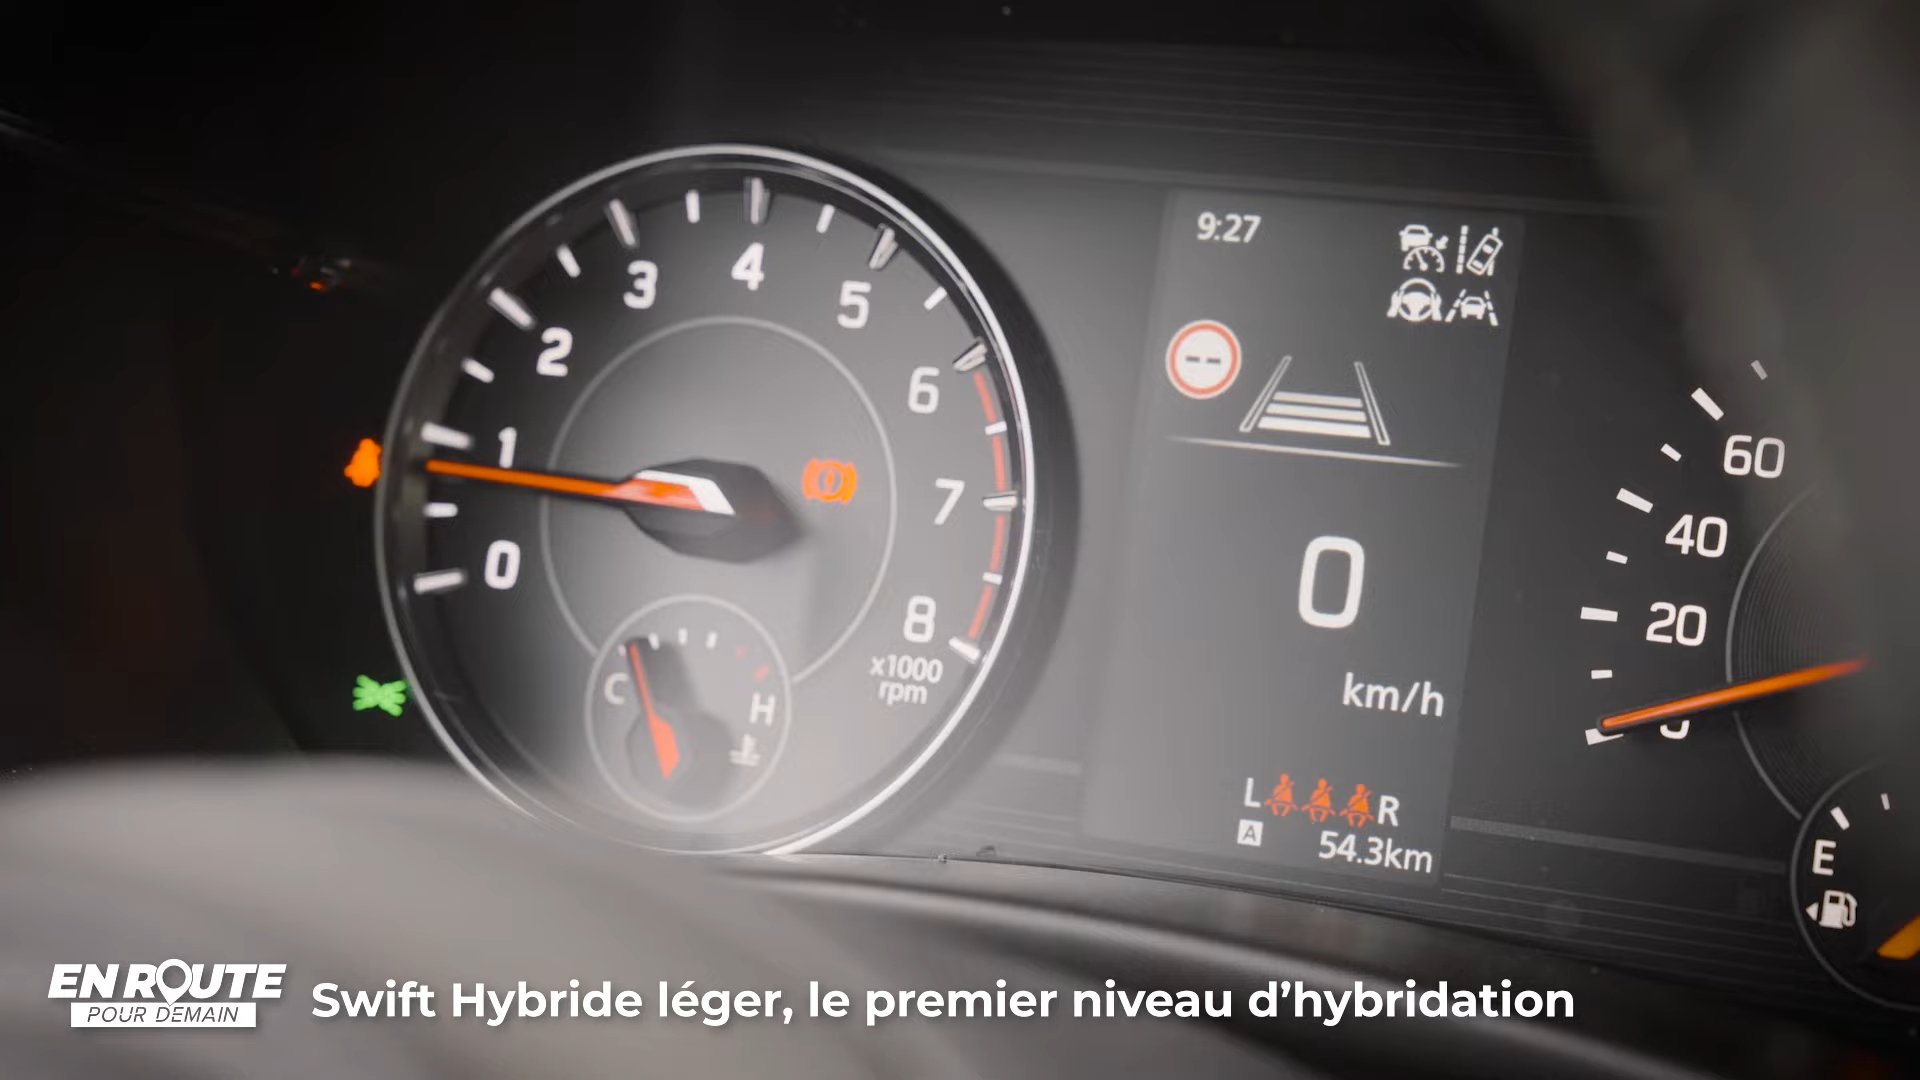 9:27
3
4
5
2
6
1
7
0
8
x1000
rpm
C
H
--
0
km/h
L R
A
54.3km
60
40
20
E
EN ROUTE
POUR DEMAIN
Swift Hybride léger, le premier niveau d’hybridation